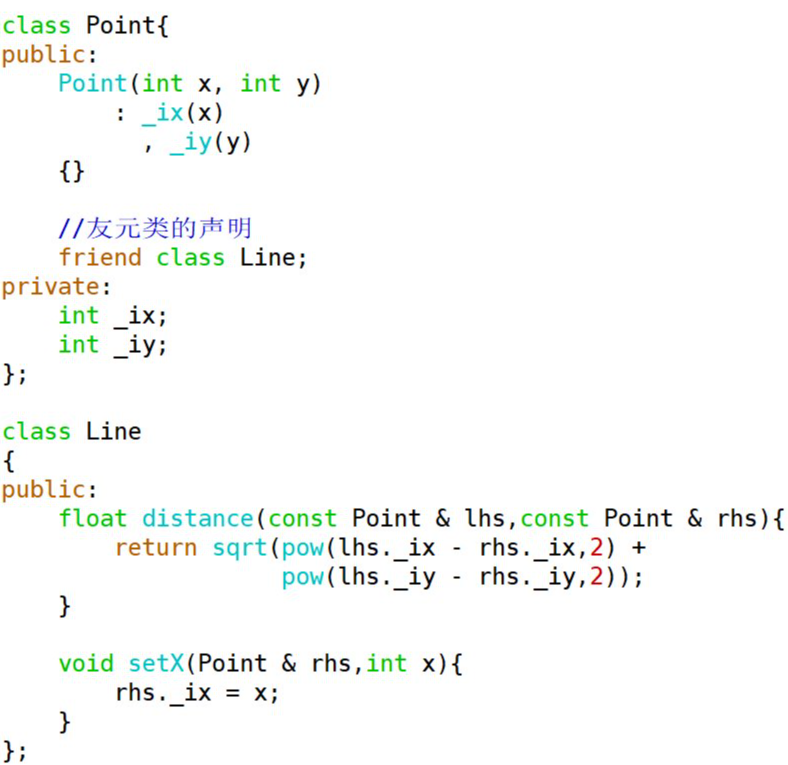 class Point{
public:
    Point(int x, int y)
        : _ix(x)
          , _iy(y)
    {}

    //友元类的声明
    friend class Line;
private:
    int _ix;
    int _iy;
};

class Line
{
public:
    float distance(const Point & lhs,const Point & rhs){
        return sqrt(pow(lhs._ix - rhs._ix,2) +
                    pow(lhs._iy - rhs._iy,2));
    }

    void setX(Point & rhs,int x){
        rhs._ix = x;
    }
};